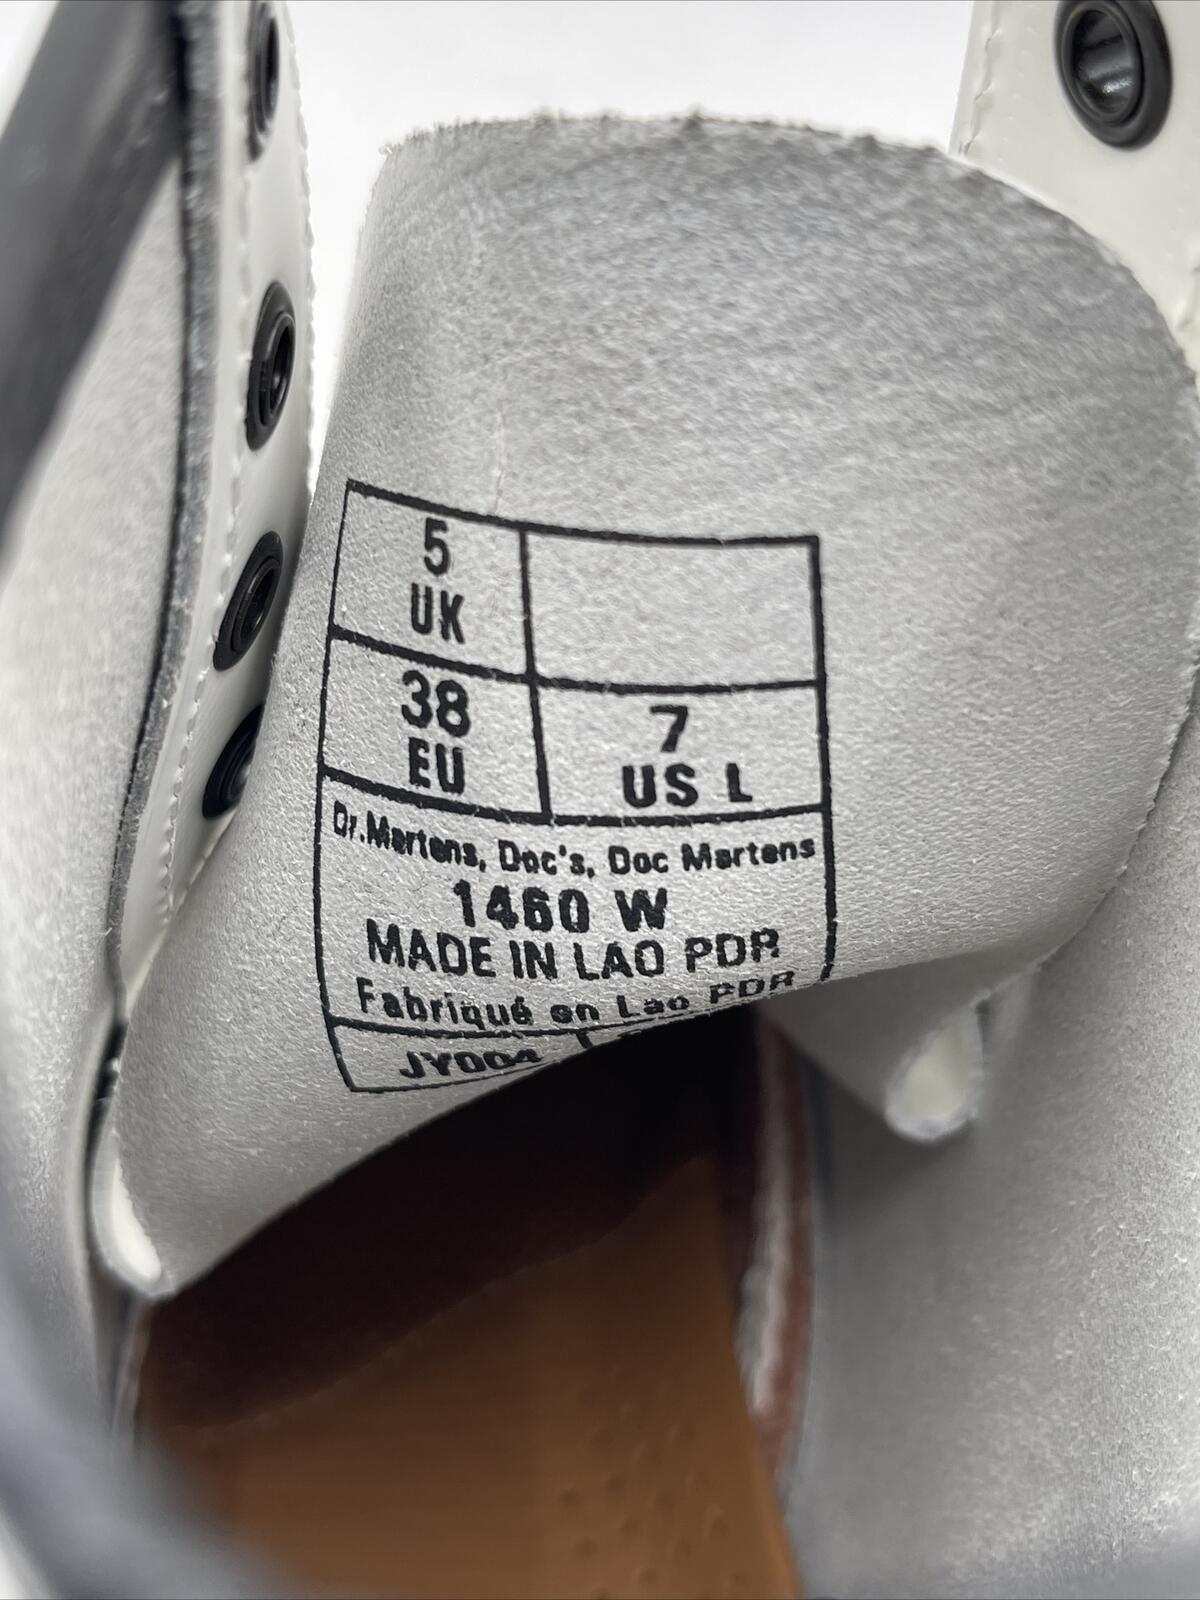 5
UK
38
EU
7
US L
Dr.Martens, Doc's, Doc Martens
1460 W
MADE IN LAO PDR
Fabriqué en Lao PDR
JY004